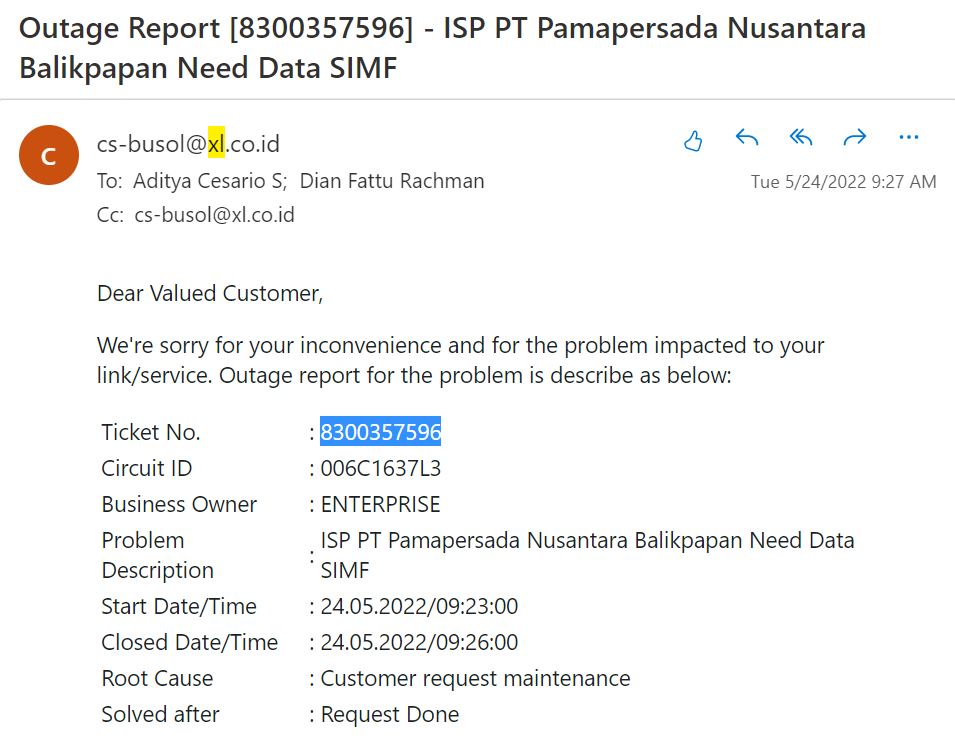 Outage Report [8300357596] - ISP PT Pamapersada Nusantara
Balikpapan Need Data SIMF
C
cs-busol@xl.co.id
To: Aditya Cesario S; Dian Fattu Rachman
Tue 5/24/2022 9:27 AM
Cc: cs-busol@xl.co.id
Dear Valued Customer,
We're sorry for your inconvenience and for the problem impacted to your
link/service. Outage report for the problem is describe as below:
Ticket No. : 8300357596
Circuit ID : 006C1637L3
Business Owner : ENTERPRISE
Problem Description : ISP PT Pamapersada Nusantara Balikpapan Need Data SIMF
Start Date/Time : 24.05.2022/09:23:00
Closed Date/Time : 24.05.2022/09:26:00
Root Cause : Customer request maintenance
Solved after : Request Done